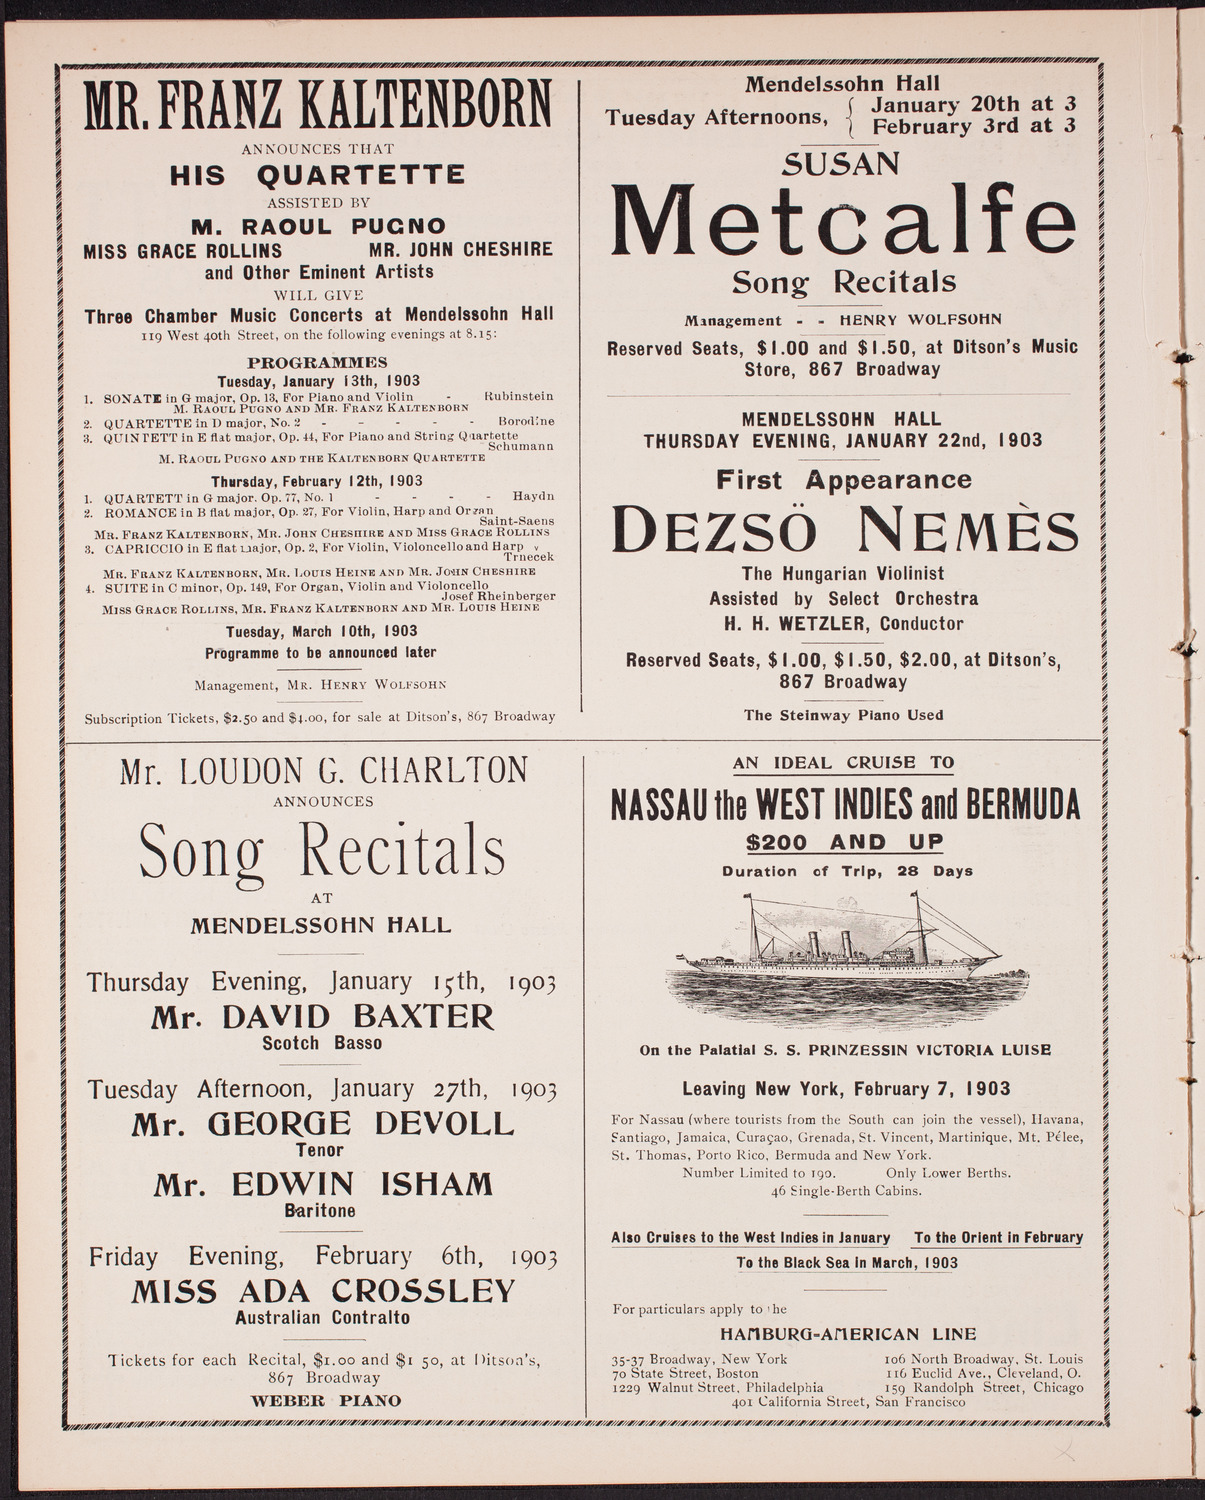 MR. FRANZ KALTENBORN
ANNOUNCES THAT
HIS QUARTETTE
ASSISTED BY
M. RAOUL PUGNO
MISS GRACE ROLLINS MR. JOHN CHESHIRE
and Other Eminent Artists
WILL GIVE
Three Chamber Music Concerts at Mendelssohn Hall
119 West 40th Street, on the following evenings at 8.15:
PROGRAMMES
Tuesday, January 13th, 1903
1. SONATE in G major, Op. 13, For Piano and Violin - Rubinstein
M. RAOUL PUGNO AND MR. FRANZ KALTENBORN
2. QUARTETTE in D major, No. 2 - - - - - Borodine
3. QUINTETT in E flat major, Op. 44, For Piano and String Quartette
Schumann
M. RAOUL PUGNO AND THE KALTENBORN QUARTETTE
Thursday, February 12th, 1903
1. QUARTETT in G major. Op. 77, No. 1 - - - - Haydn
2. ROMANCE in B flat major, Op. 27, For Violin, Harp and Organ
Saint-Saens
MR. FRANZ KALTENBORN, MR. JOHN CHESHIRE AND MISS GRACE ROLLINS
3. CAPRICCIO in E flat major, Op. 2, For Violin, Violoncello and Harp
Trnecek
MR. FRANZ KALTENBORN, MR. LOUIS HEINE AND MR. JOHN CHESHIRE
4. SUITE in C minor, Op. 149, For Organ, Violin and Violoncello
Josef Rheinberger
MISS GRACE ROLLINS, MR. FRANZ KALTENBORN AND MR. LOUIS HEINE
Tuesday, March 10th, 1903
Programme to be announced later
Management, MR. HENRY WOLFSOHN
Subscription Tickets, $2.50 and $4.00, for sale at Ditson's, 867 Broadway
Mendelssohn Hall
Tuesday Afternoons, { January 20th at 3
February 3rd at 3
SUSAN
Metcalfe
Song Recitals
Management - - HENRY WOLFSOHN
Reserved Seats, $1.00 and $1.50, at Ditson's Music
Store, 867 Broadway
MENDELSSOHN HALL
THURSDAY EVENING, JANUARY 22nd, 1903
First Appearance
DEZSÖ NEMÈS
The Hungarian Violinist
Assisted by Select Orchestra
H. H. WETZLER, Conductor
Reserved Seats, $1.00, $1.50, $2.00, at Ditson's,
867 Broadway
The Steinway Piano Used
Mr. LOUDON G. CHARLTON
ANNOUNCES
Song Recitals
AT
MENDELSSOHN HALL
Thursday Evening, January 15th, 1903
Mr. DAVID BAXTER
Scotch Basso
Tuesday Afternoon, January 27th, 1903
Mr. GEORGE DEVOLL
Tenor
Mr. EDWIN ISHAM
Baritone
Friday Evening, February 6th, 1903
MISS ADA CROSSLEY
Australian Contralto
Tickets for each Recital, $1.00 and $1 50, at Ditson's,
867 Broadway
WEBER PIANO
AN IDEAL CRUISE TO
NASSAU the WEST INDIES and BERMUDA
$200 AND UP
Duration of Trip, 28 Days
On the Palatial S. S. PRINZESSIN VICTORIA LUISE
Leaving New York, February 7, 1903
For Nassau (where tourists from the South can join the vessel), Havana,
Santiago, Jamaica, Curaçao, Grenada, St. Vincent, Martinique, Mt. Pélee,
St. Thomas, Porto Rico, Bermuda and New York.
Number Limited to 190. Only Lower Berths.
46 Single-Berth Cabins.
Also Cruises to the West Indies in January To the Orient in February
To the Black Sea in March, 1903
For particulars apply to the
HAMBURG-AMERICAN LINE
35-37 Broadway, New York 106 North Broadway, St. Louis
70 State Street, Boston 116 Euclid Ave., Cleveland, O.
1229 Walnut Street, Philadelphia 159 Randolph Street, Chicago
401 California Street, San Francisco